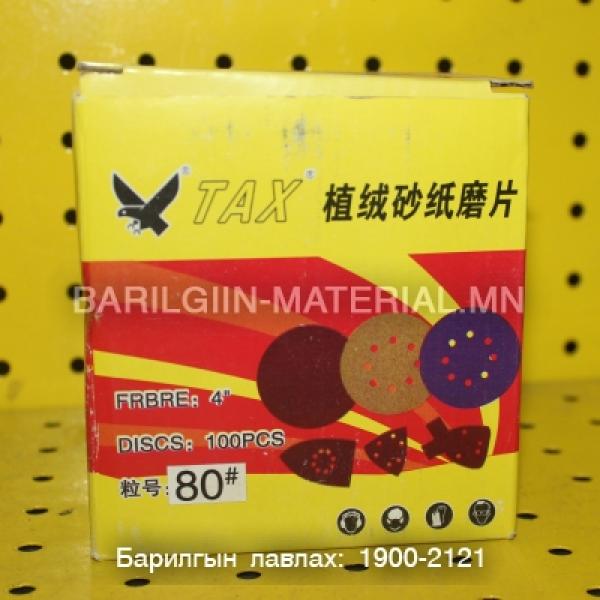 TAX® 植绒砂纸磨片
BARILGIIN-MATERIAL.MN
FRBRE: 4"
DISCS: 100PCS
粒号: 80#
Барилгын лавлах: 1900-2121